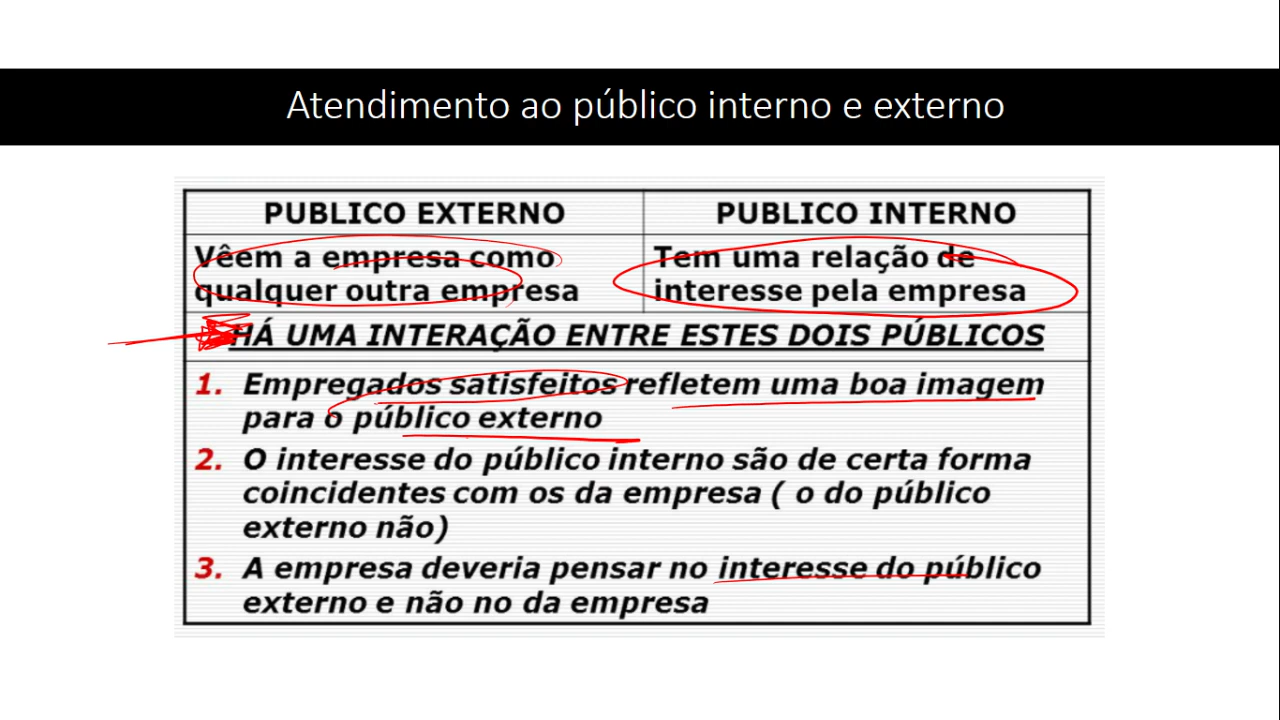 Atendimento ao público interno e externo
PUBLICO EXTERNO
PUBLICO INTERNO
Vêem a empresa como
qualquer outra empresa
Tem uma relação de
interesse pela empresa
HÁ UMA INTERAÇÃO ENTRE ESTES DOIS PÚBLICOS
1. Empregados satisfeitos refletem uma boa imagem
para o público externo
2. O interesse do público interno são de certa forma
coincidentes com os da empresa ( o do público
externo não)
3. A empresa deveria pensar no interesse do público
externo e não no da empresa